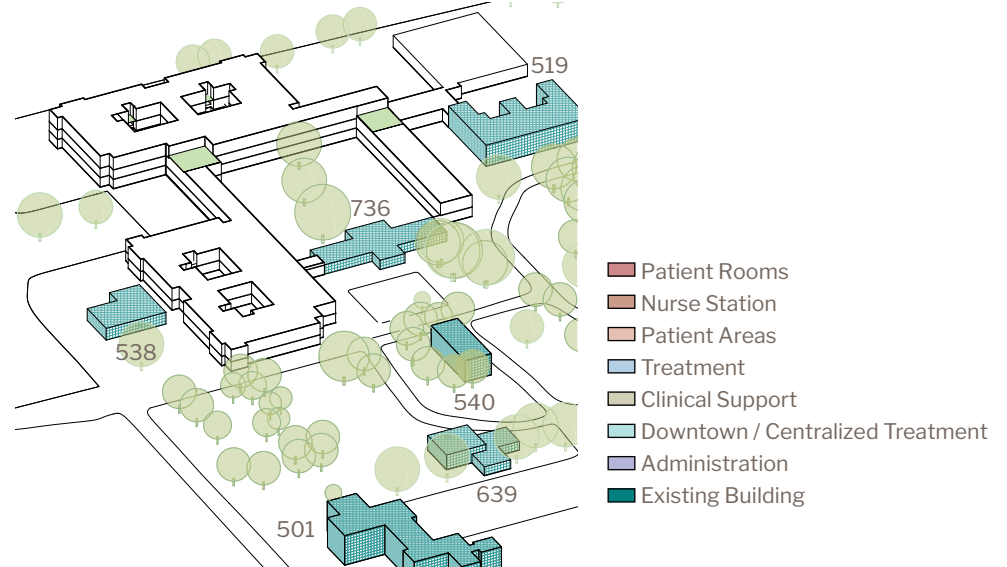 519
736
538
540
639
501
Patient Rooms
Nurse Station
Patient Areas
Treatment
Clinical Support
Downtown / Centralized Treatment
Administration
Existing Building